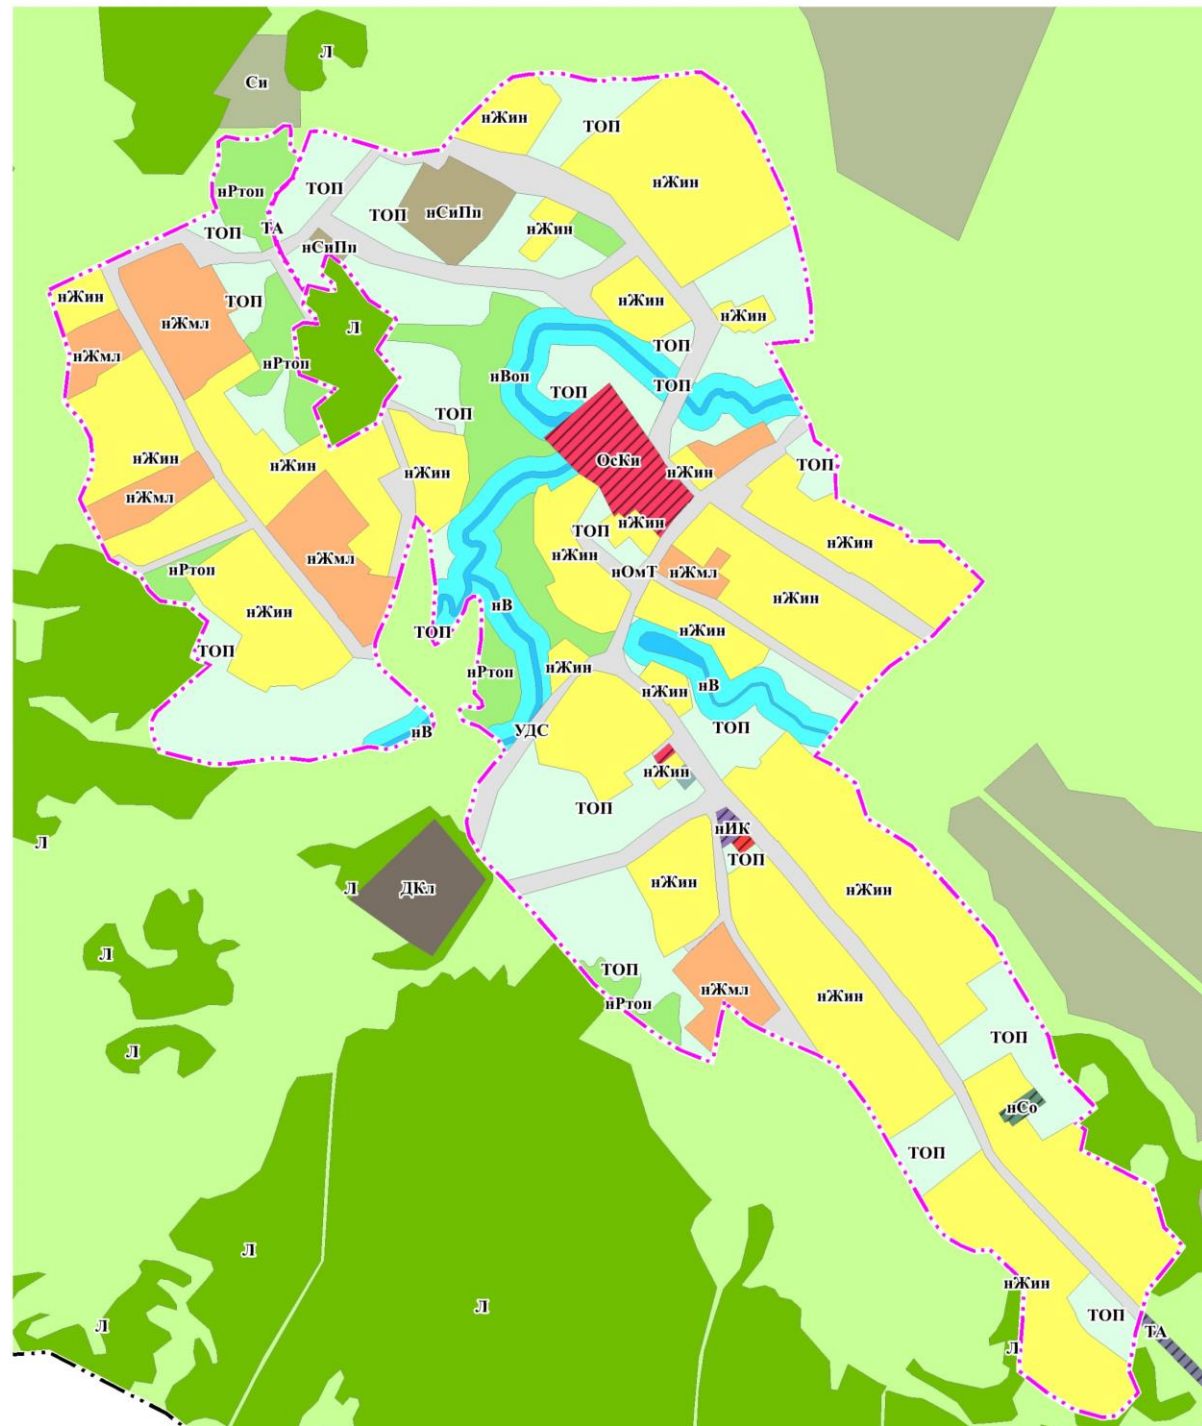 Л
Си
нЖин
ТОП
нЖин
нРтоп
ТОП
ТОП
нСиПп
ТА
ТОП
нЖин
нСиПп
нЖин
ТОП
нЖин
нЖин
нЖмл
Л
ТОП
нЖмл
нРтоп
нВоп
ТОП
ТОП
ТОП
нЖин
нЖин
нЖин
ОсКи
нЖин
ТОП
нЖмл
нЖин
ТОП
нЖин
нЖин
нЖмл
нРтоп
нОмТ
нЖмл
нЖин
нЖин
нВ
ТОП
нЖин
ТОП
нРтоп
нЖин
нЖин
нВ
нВ
УДС
ТОП
нЖин
ТОП
нИК
Л
ТОП
Л
ДКл
нЖин
нЖин
Л
ТОП
нЖмл
нЖин
нРтоп
ТОП
Л
нСо
ТОП
Л
нЖин
Л
ТОП
Л
ТА
Л